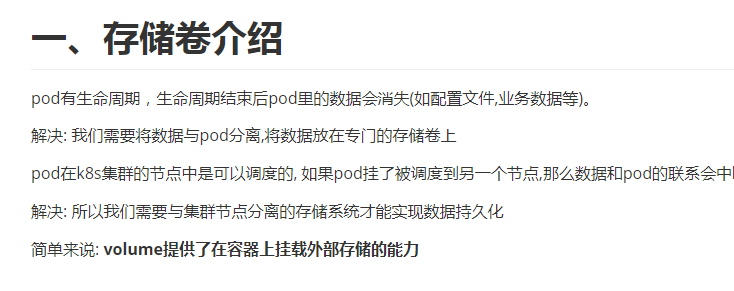 一、存储卷介绍
pod有生命周期，生命周期结束后pod里的数据会消失(如配置文件,业务数据等)。
解决: 我们需要将数据与pod分离,将数据放在专门的存储卷上
pod在k8s集群的节点中是可以调度的, 如果pod挂了被调度到另一个节点,那么数据和pod的联系会中
解决: 所以我们需要与集群节点分离的存储系统才能实现数据持久化
简单来说: volume提供了在容器上挂载外部存储的能力